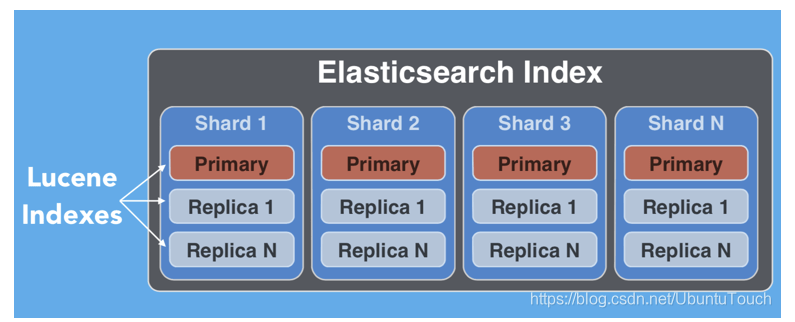 Elasticsearch Index
Shard 1
Shard 2
Shard 3
Shard N
Primary
Primary
Primary
Primary
Lucene
Indexes
Replica 1
Replica 1
Replica 1
Replica 1
Replica N
Replica N
Replica N
Replica N
https://blog.csdn.net/UbuntuTouch